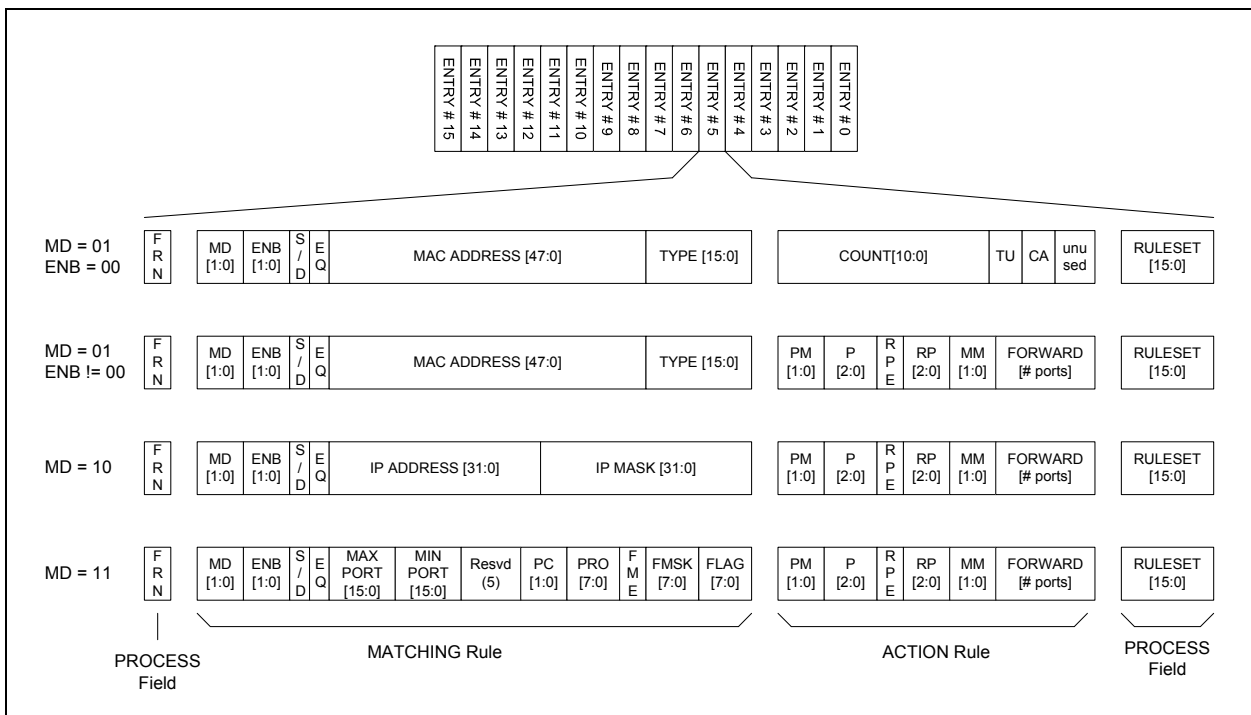 ENTRY # 15
ENTRY # 14
ENTRY # 13
ENTRY # 12
ENTRY # 11
ENTRY # 10
ENTRY # 9
ENTRY # 8
ENTRY # 7
ENTRY # 6
ENTRY # 5
ENTRY # 4
ENTRY # 3
ENTRY # 2
ENTRY # 1
ENTRY # 0
MD = 01
ENB = 00
F
R
N
MD
[1:0]
ENB
[1:0]
S
/
D
E
Q
MAC ADDRESS [47:0]
TYPE [15:0]
COUNT[10:0]
TU
CA
unu
sed
RULESET
[15:0]
MD = 01
ENB != 00
F
R
N
MD
[1:0]
ENB
[1:0]
S
/
D
E
Q
MAC ADDRESS [47:0]
TYPE [15:0]
PM
[1:0]
P
[2:0]
R
P
E
RP
[2:0]
MM
[1:0]
FORWARD
[# ports]
RULESET
[15:0]
MD = 10
F
R
N
MD
[1:0]
ENB
[1:0]
S
/
D
E
Q
IP ADDRESS [31:0]
IP MASK [31:0]
PM
[1:0]
P
[2:0]
R
P
E
RP
[2:0]
MM
[1:0]
FORWARD
[# ports]
RULESET
[15:0]
MD = 11
F
R
N
MD
[1:0]
ENB
[1:0]
S
/
D
E
Q
MAX
PORT
[15:0]
MIN
PORT
[15:0]
Resvd
(5)
PC
[1:0]
PRO
[7:0]
F
M
E
FMSK
[7:0]
FLAG
[7:0]
PM
[1:0]
P
[2:0]
R
P
E
RP
[2:0]
MM
[1:0]
FORWARD
[# ports]
RULESET
[15:0]
PROCESS
Field
MATCHING Rule
ACTION Rule
PROCESS
Field